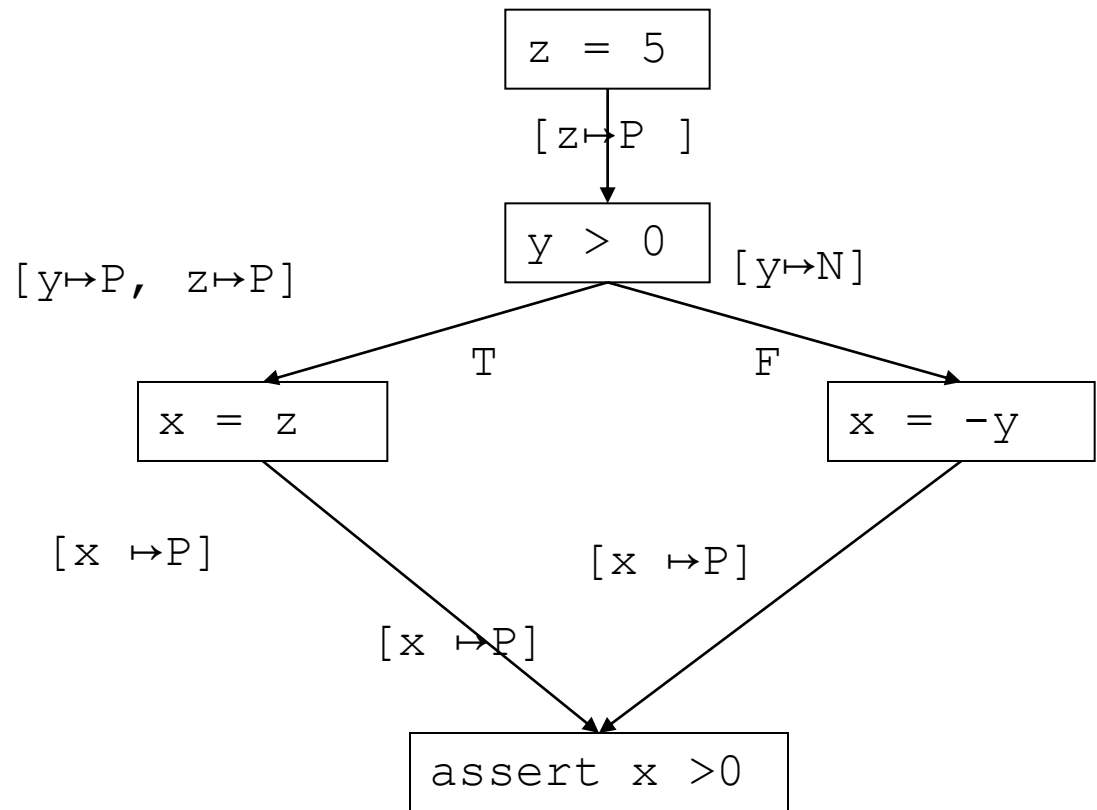 z = 5
[z↦P ]
y > 0
[y↦N]
[y↦P, z↦P]
T
F
x = z
x = -y
[x ↦P]
[x ↦P]
[x ↦P]
assert x >0